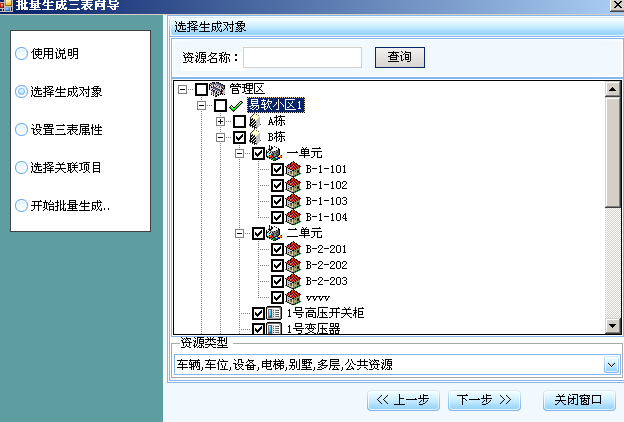 批量生成三表向导
使用说明
选择生成对象
设置三表属性
选择关联项目
开始批量生成..
选择生成对象
资源名称：
查询
管理区
易软小区1
A栋
B栋
一单元
B-1-101
B-1-102
B-1-103
B-1-104
二单元
B-2-201
B-2-202
B-2-203
vvvv
1号高压开关柜
1号变压器
资源类型
车辆,车位,设备,电梯,别墅,多层,公共资源
<< 上一步
下一步 >>
关闭窗口